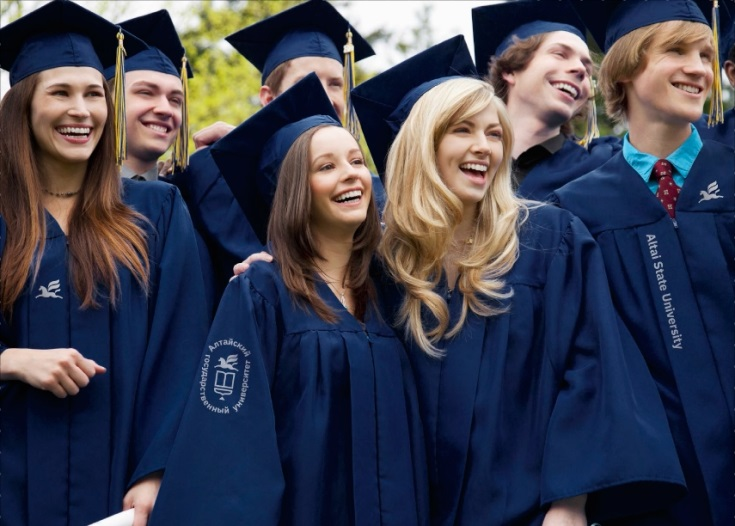 Алтайский
государственный университет
Altai State University